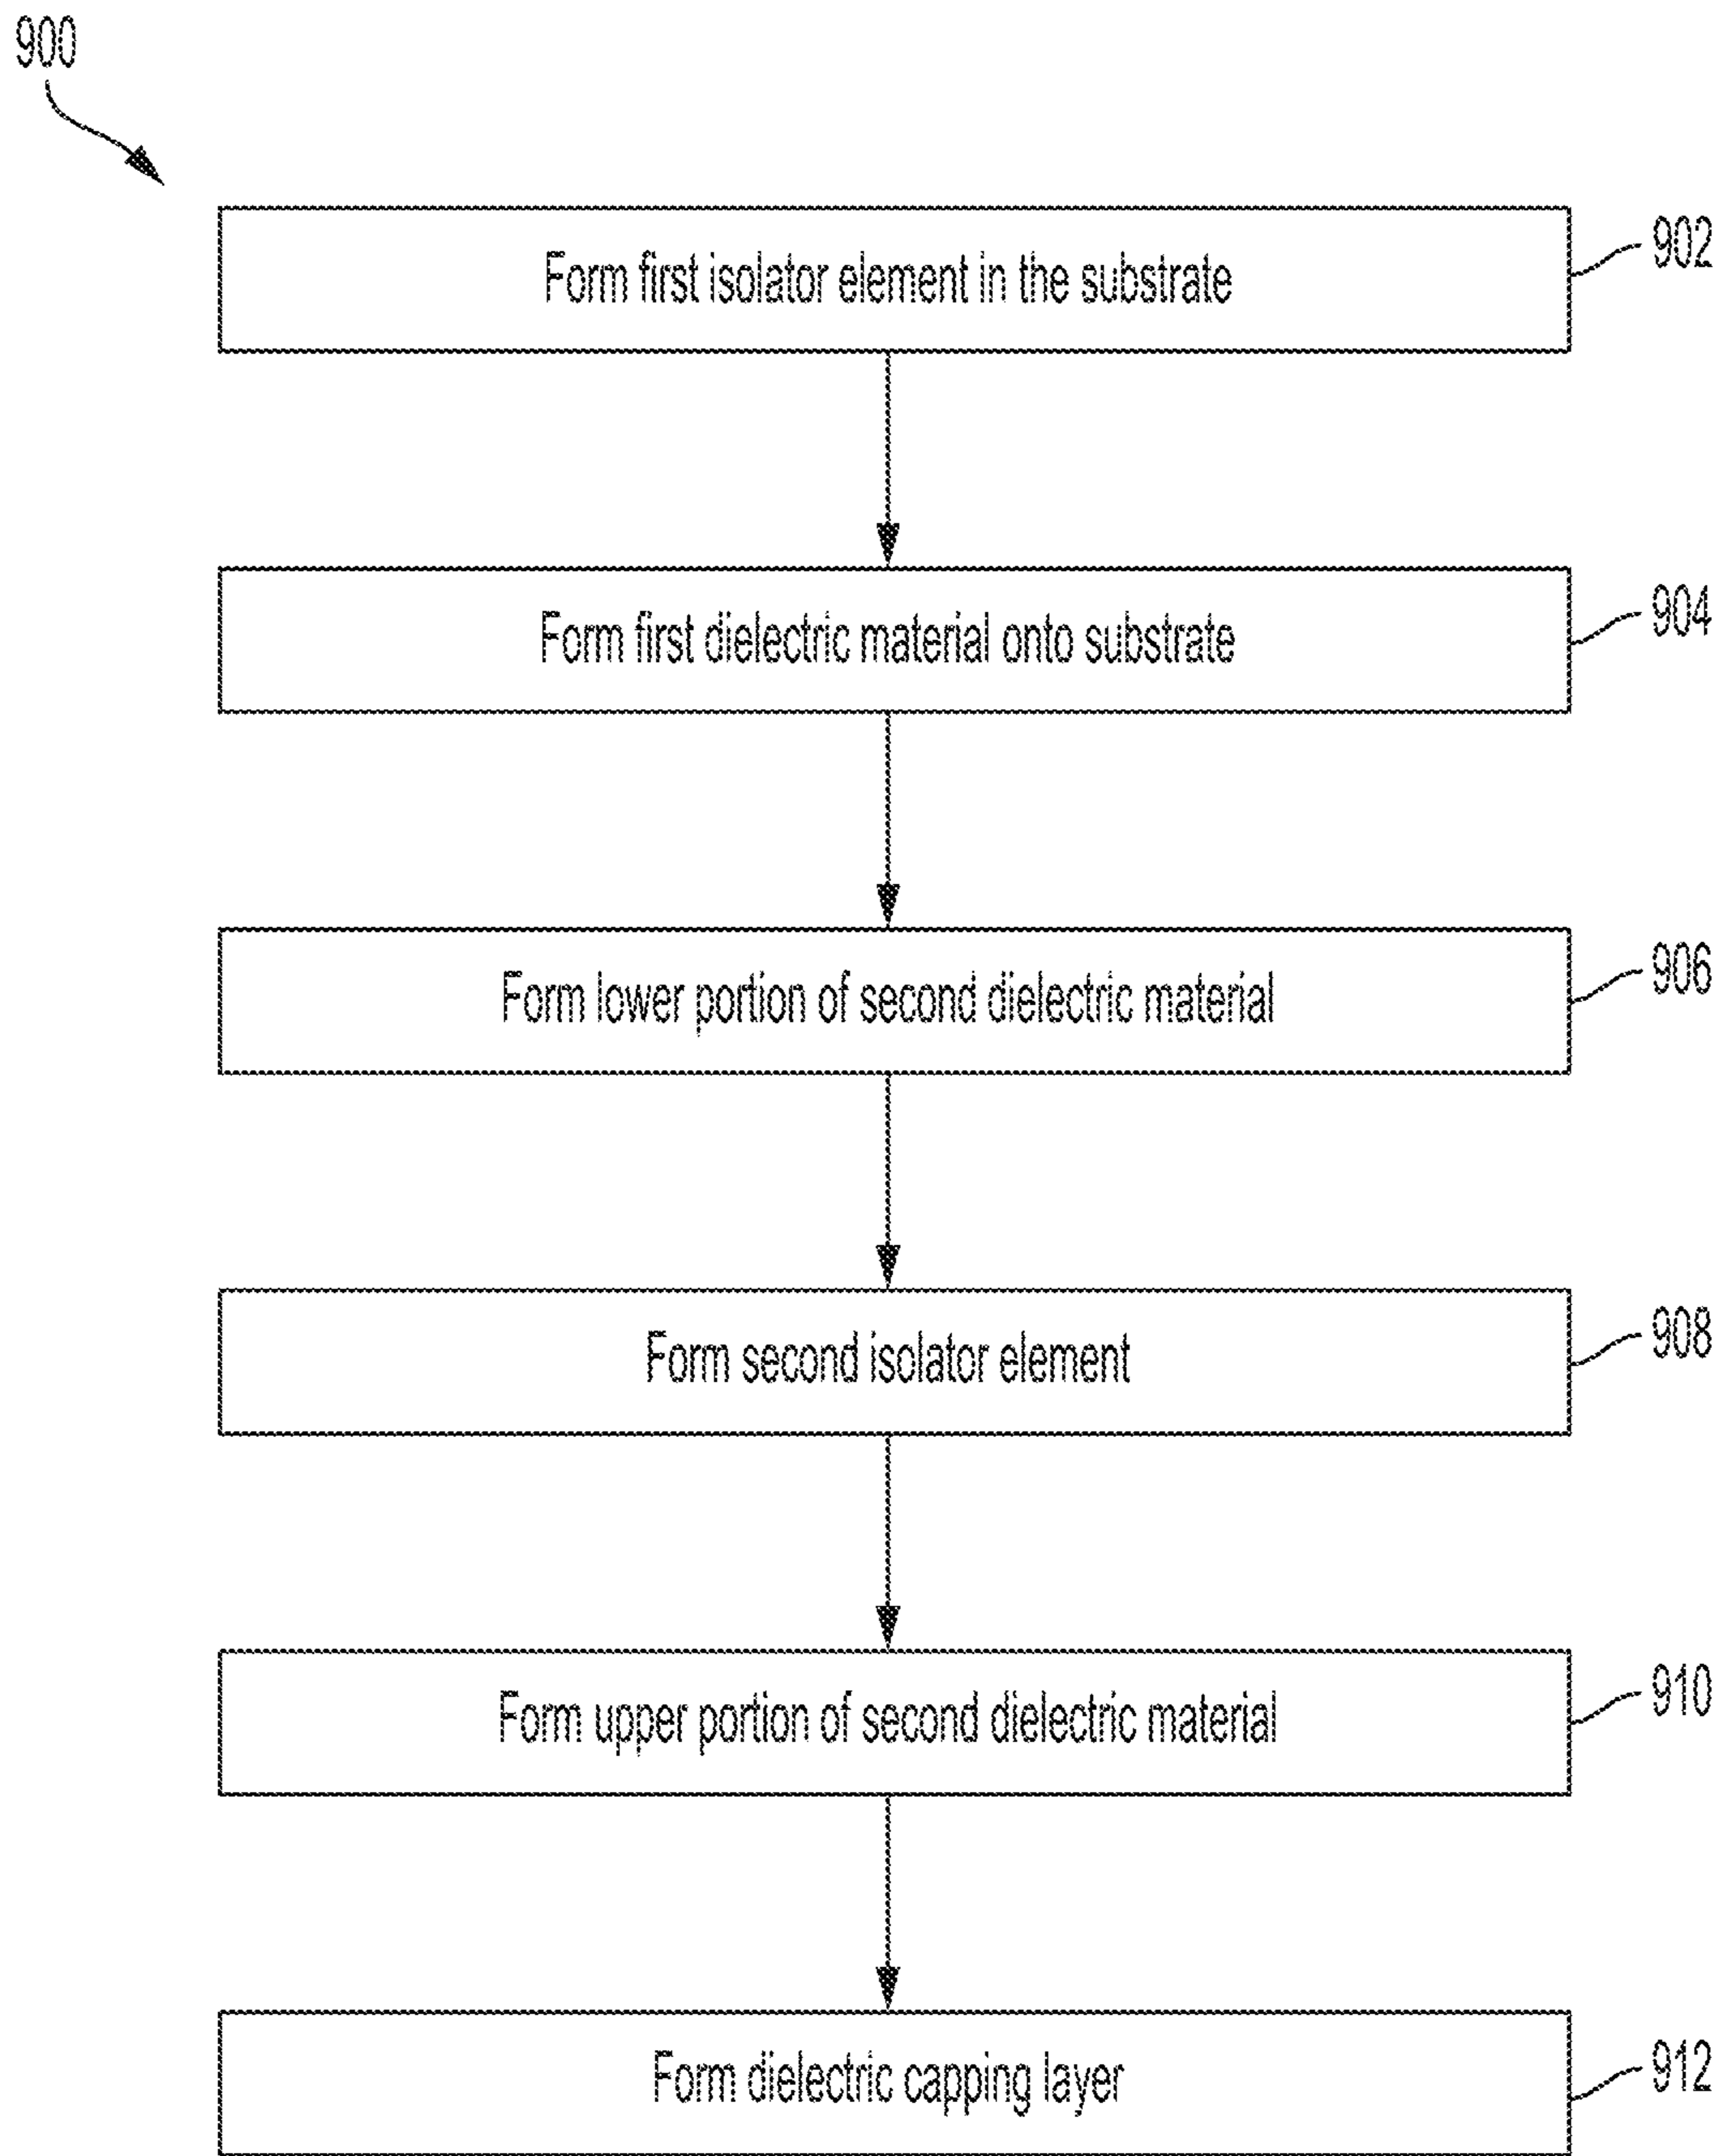 900
Form first isolator element in the substrate
902
Form first dielectric material onto substrate
904
Form lower portion of second dielectric material
906
Form second isolator element
908
Form upper portion of second dielectric material
910
Form dielectric capping layer
912